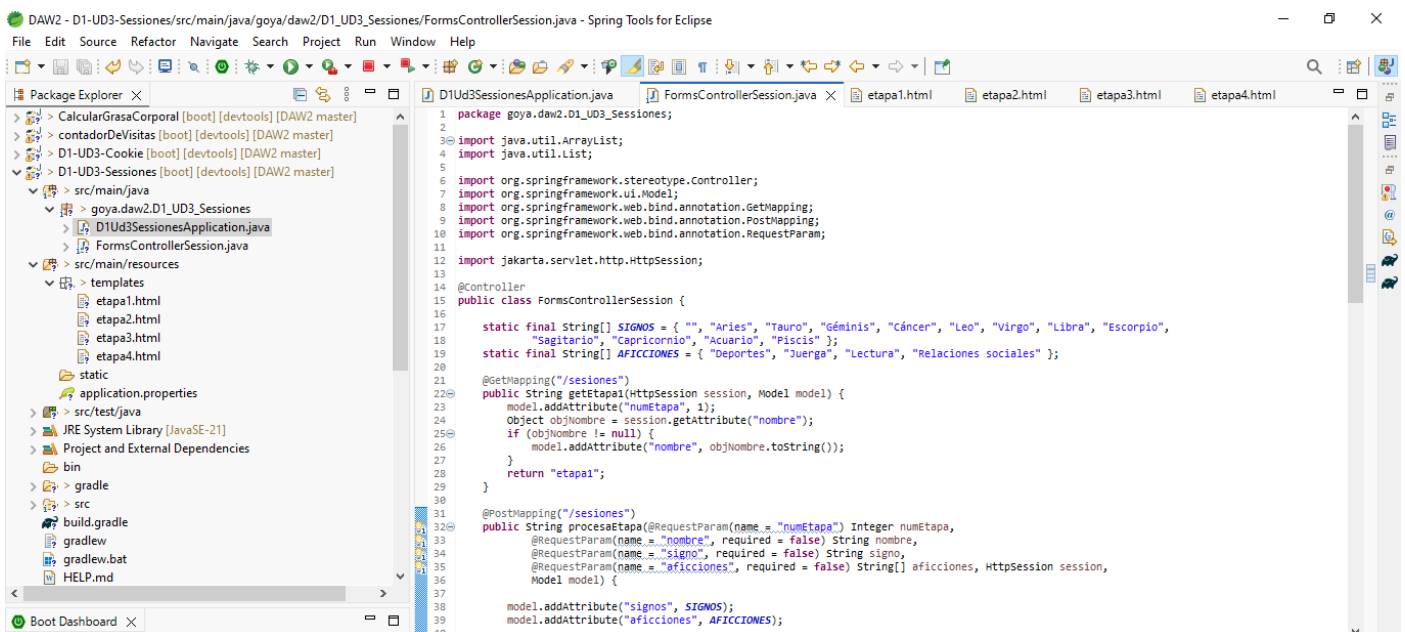 DAW2 - D1-UD3-Sessiones/src/main/java/goya/daw2/D1_UD3_Sessiones/FormsControllerSession.java - Spring Tools for Eclipse
File Edit Source Refactor Navigate Search Project Run Window Help
Package Explorer
> CalcularGrasaCorporal [boot] [devtools] [DAW2 master]
> contadorDeVisitas [boot] [devtools] [DAW2 master]
> D1-UD3-Cookie [boot] [devtools] [DAW2 master]
> D1-UD3-Sessiones [boot] [devtools] [DAW2 master]
> src/main/java
> goya.daw2.D1_UD3_Sessiones
D1Ud3SessionesApplication.java
FormsControllerSession.java
> src/main/resources
> templates
etapa1.html
etapa2.html
etapa3.html
etapa4.html
static
application.properties
> src/test/java
JRE System Library [JavaSE-21]
Project and External Dependencies
bin
> gradle
> src
build.gradle
gradlew
gradlew.bat
HELP.md
Boot Dashboard
D1Ud3SessionesApplication.java FormsControllerSession.java etapa1.html etapa2.html etapa3.html etapa4.html
1 package goya.daw2.D1_UD3_Sessiones;
2
3 import java.util.ArrayList;
4 import java.util.List;
5
6 import org.springframework.stereotype.Controller;
7 import org.springframework.ui.Model;
8 import org.springframework.web.bind.annotation.GetMapping;
9 import org.springframework.web.bind.annotation.PostMapping;
10 import org.springframework.web.bind.annotation.RequestParam;
11
12 import jakarta.servlet.http.HttpSession;
13
14 @Controller
15 public class FormsControllerSession {
16
17 static final String[] SIGNOS = { "", "Aries", "Tauro", "Géminis", "Cáncer", "Leo", "Virgo", "Libra", "Escorpio",
18 "Sagitario", "Capricornio", "Acuario", "Piscis" };
19 static final String[] AFICCIONES = { "Deportes", "Juerga", "Lectura", "Relaciones sociales" };
20
21 @GetMapping("/sesiones")
22 public String getEtapa1(HttpSession session, Model model) {
23 model.addAttribute("numEtapa", 1);
24 Object objNombre = session.getAttribute("nombre");
25 if (objNombre != null) {
26 model.addAttribute("nombre", objNombre.toString());
27 }
28 return "etapa1";
29 }
30
31 @PostMapping("/sesiones")
32 public String procesaEtapa(@RequestParam(name = "numEtapa") Integer numEtapa,
33 @RequestParam(name = "nombre", required = false) String nombre,
34 @RequestParam(name = "signo", required = false) String signo,
35 @RequestParam(name = "aficciones", required = false) String[] aficciones, HttpSession session,
36 Model model) {
37
38 model.addAttribute("signos", SIGNOS);
39 model.addAttribute("aficciones", AFICCIONES);